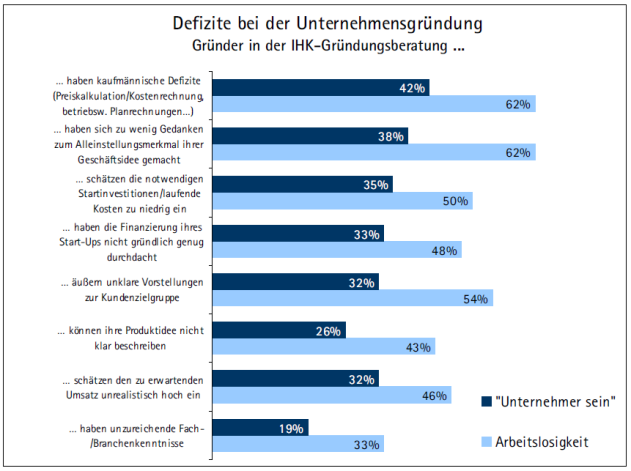 Defizite bei der Unternehmensgründung
Gründer in der IHK-Gründungsberatung ...
... haben kaufmännische Defizite
(Preiskalkulation/Kostenrechnung,
betriebsw. Planrechnungen...)
42%
62%
... haben sich zu wenig Gedanken
zum Alleinstellungsmerkmal ihrer
Geschäftsidee gemacht
38%
62%
... schätzen die notwendigen
Startinvestitionen/laufende
Kosten zu niedrig ein
35%
50%
... haben die Finanzierung ihres
Start-Ups nicht gründlich genug
durchdacht
33%
48%
... äußern unklare Vorstellungen
zur Kundenzielgruppe
32%
54%
... können ihre Produktidee nicht
klar beschreiben
26%
43%
... schätzen den zu erwartenden
Umsatz unrealistisch hoch ein
32%
46%
... haben unzureichende Fach-
/Branchenkenntnisse
19%
33%
"Unternehmer sein"
Arbeitslosigkeit